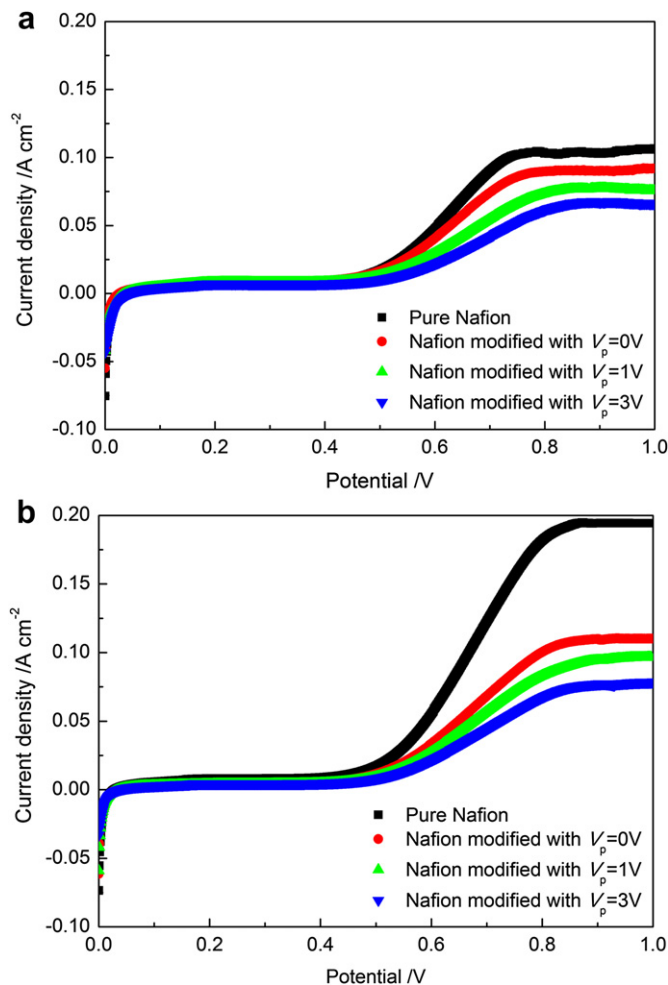 a
0.20
0.15
0.10
0.05
0.00
-0.05
-0.10
Current density /A cm⁻²
Pure Nafion
Nafion modified with Vₚ=0V
Nafion modified with Vₚ=1V
Nafion modified with Vₚ=3V
0.0 0.2 0.4 0.6 0.8 1.0
Potential /V
b
0.20
0.15
0.10
0.05
0.00
-0.05
-0.10
Current density /A cm⁻²
Pure Nafion
Nafion modified with Vₚ=0V
Nafion modified with Vₚ=1V
Nafion modified with Vₚ=3V
0.0 0.2 0.4 0.6 0.8 1.0
Potential /V